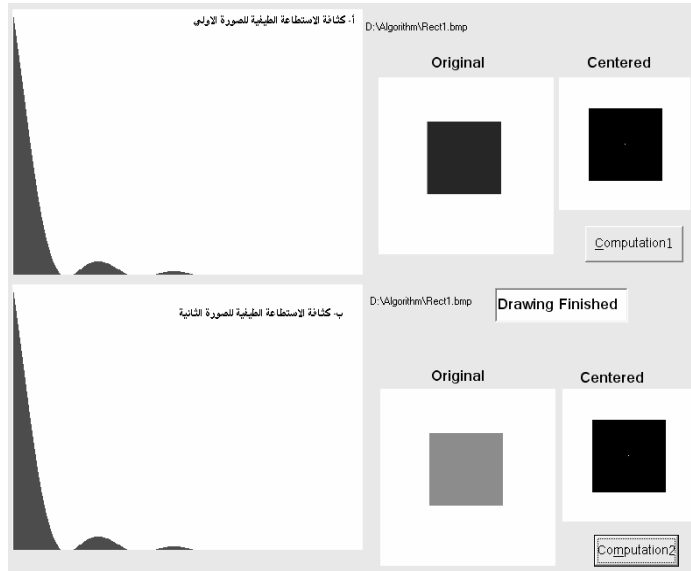 أ- كثافة الاستطاعة الطيفية للصورة الاولى
D:\Algorithm\Rect1.bmp
Original
Centered
Computation1
ب- كثافة الاستطاعة الطيفية للصورة الثانية
D:\Algorithm\Rect1.bmp
Drawing Finished
Original
Centered
Computation2